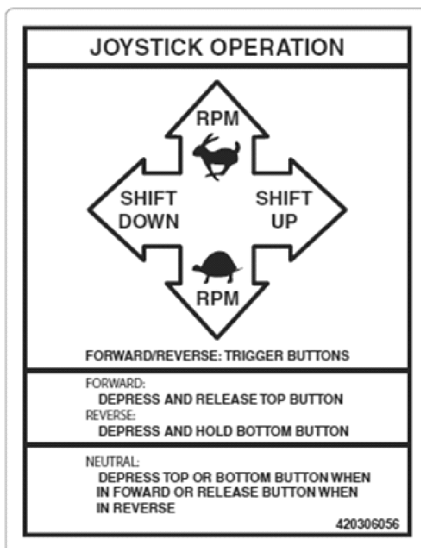 JOYSTICK OPERATION
RPM
SHIFT DOWN
SHIFT UP
RPM
FORWARD/REVERSE: TRIGGER BUTTONS
FORWARD:
DEPRESS AND RELEASE TOP BUTTON
REVERSE:
DEPRESS AND HOLD BOTTOM BUTTON
NEUTRAL:
DEPRESS TOP OR BOTTOM BUTTON WHEN
IN FOWARD OR RELEASE BUTTON WHEN
IN REVERSE
420306056